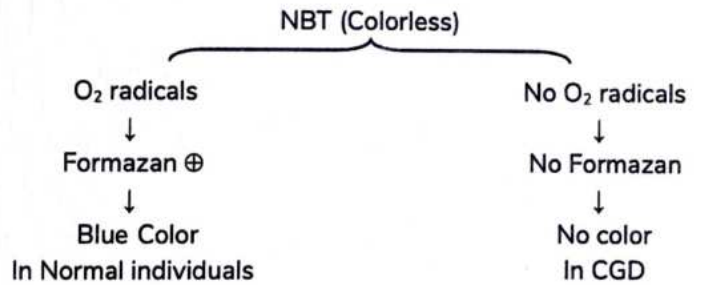 NBT (Colorless)
O₂ radicals
↓
Formazan ⊕
↓
Blue Color
In Normal individuals
No O₂ radicals
↓
No Formazan
↓
No color
In CGD